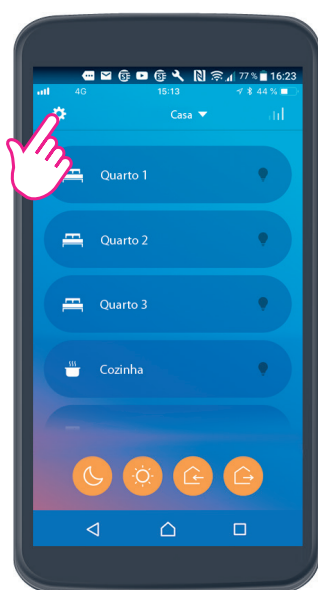 77 % 16:23
4G 15:13 44 %
Casa
Quarto 1
Quarto 2
Quarto 3
Cozinha